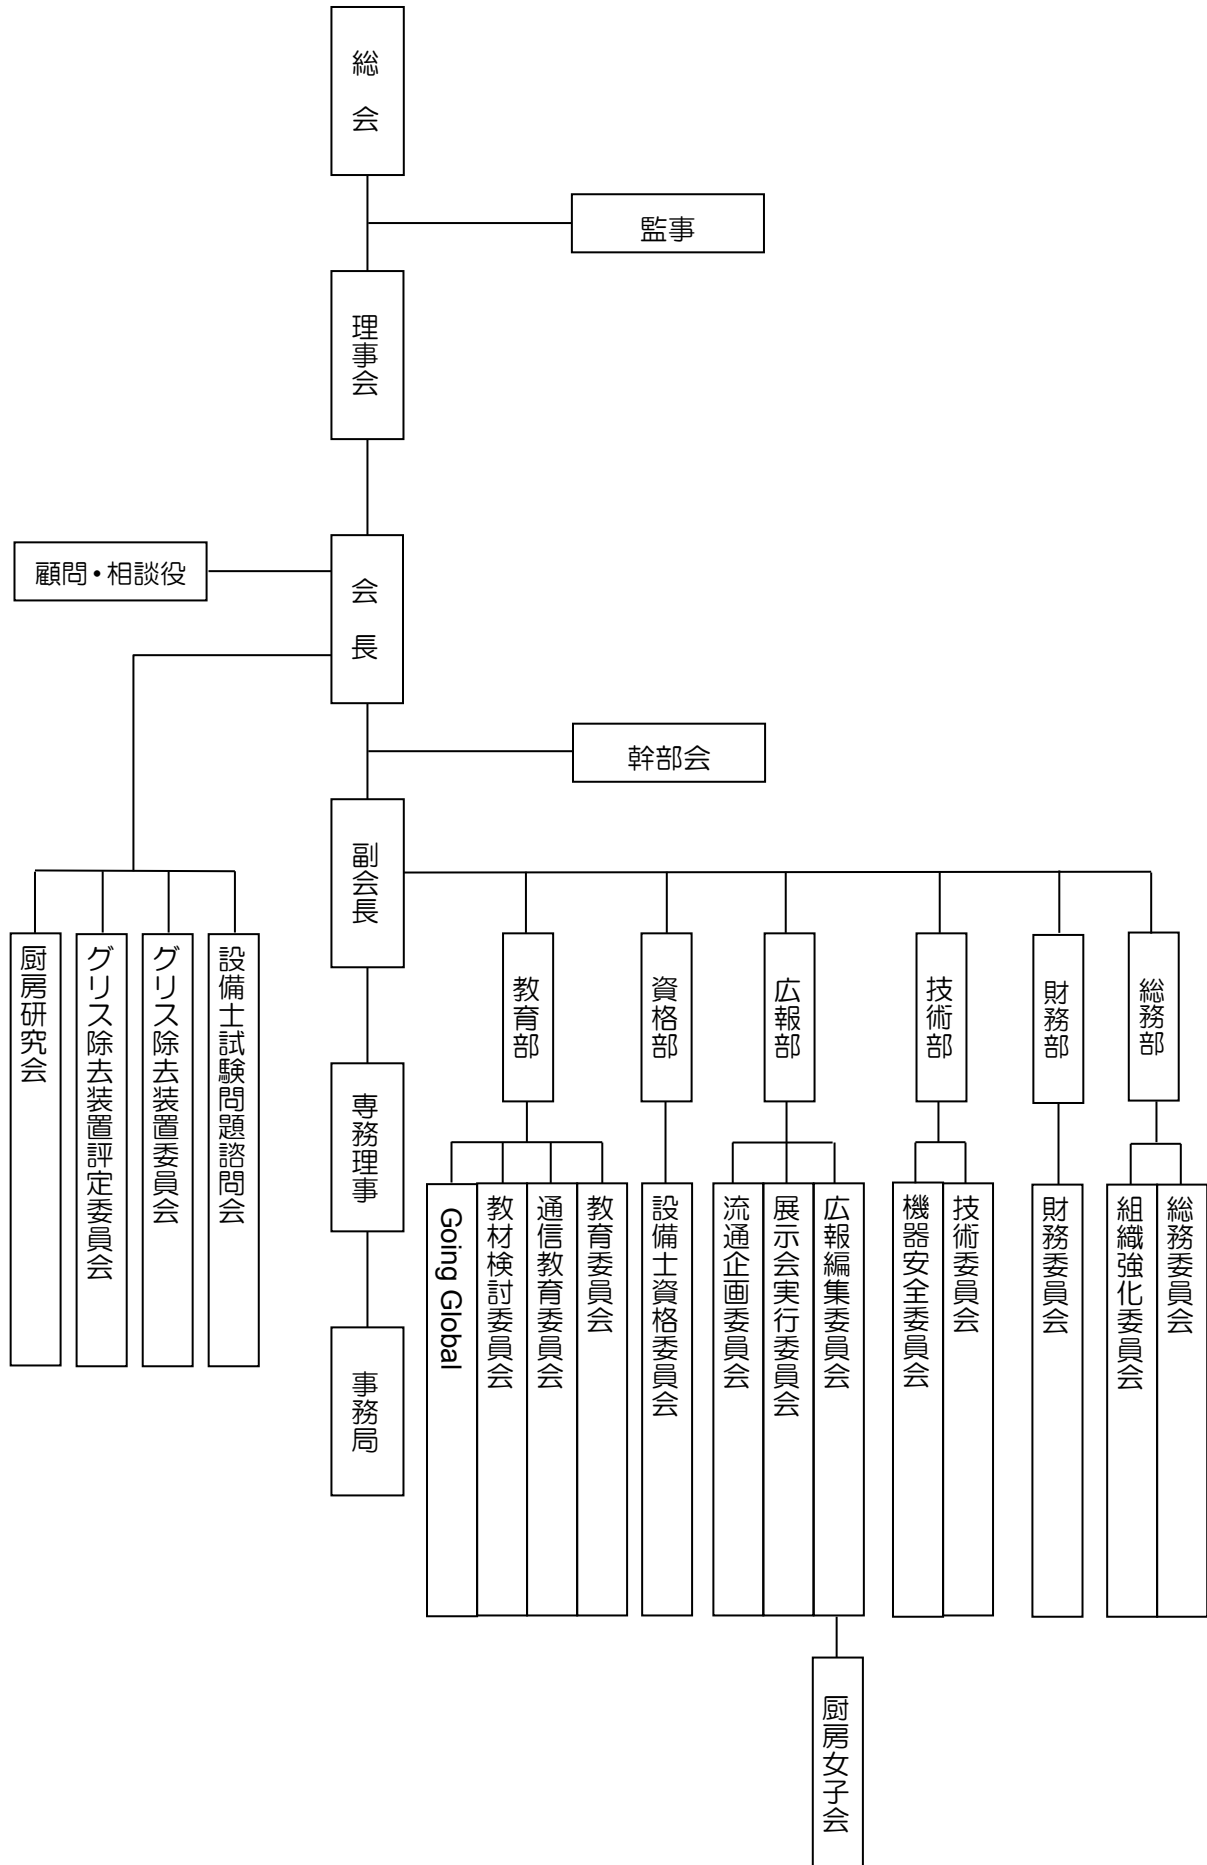 総会
監事
理事会
顧問・相談役
会長
幹部会
副会長
専務理事
事務局
厨房研究会
グリス除去装置評定委員会
グリス除去装置委員会
設備士試験問題諮問会
教育部
資格部
広報部
技術部
財務部
総務部
Going Global
教材検討委員会
通信教育委員会
教育委員会
設備士資格委員会
流通企画委員会
展示会実行委員会
広報編集委員会
機器安全委員会
技術委員会
財務委員会
組織強化委員会
総務委員会
厨房女子会